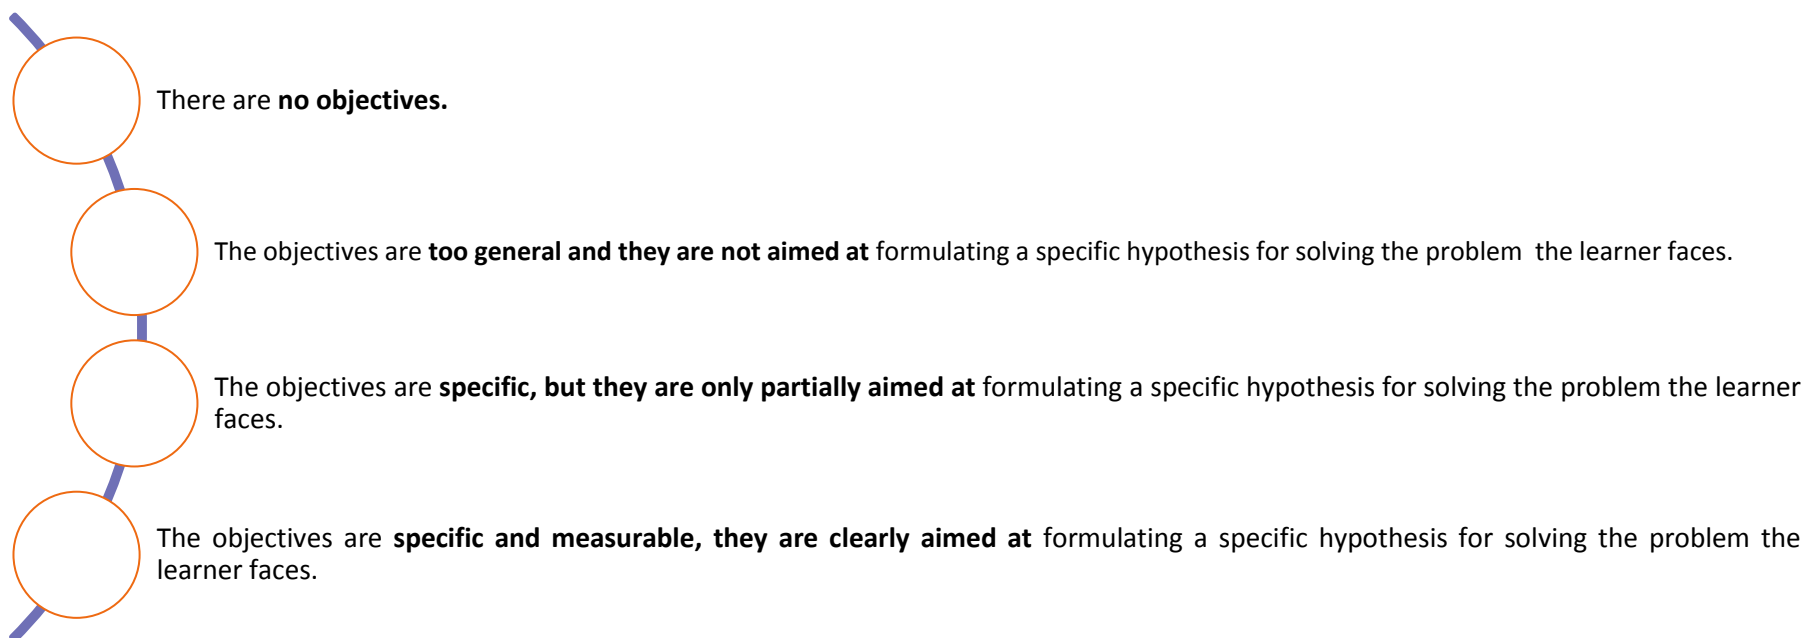 There are no objectives.
The objectives are too general and they are not aimed at formulating a specific hypothesis for solving the problem the learner faces.
The objectives are specific, but they are only partially aimed at formulating a specific hypothesis for solving the problem the learner
faces.
The objectives are specific and measurable, they are clearly aimed at formulating a specific hypothesis for solving the problem the
learner faces.